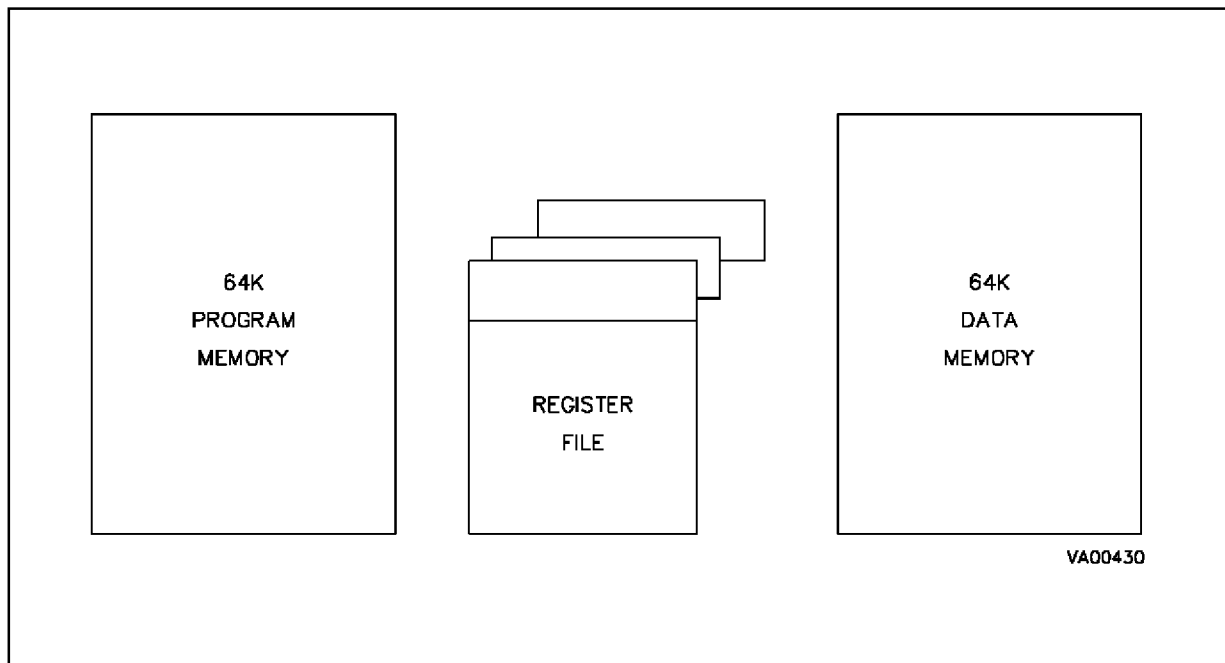 64K
PROGRAM
MEMORY
REGISTER
FILE
64K
DATA
MEMORY
VA00430